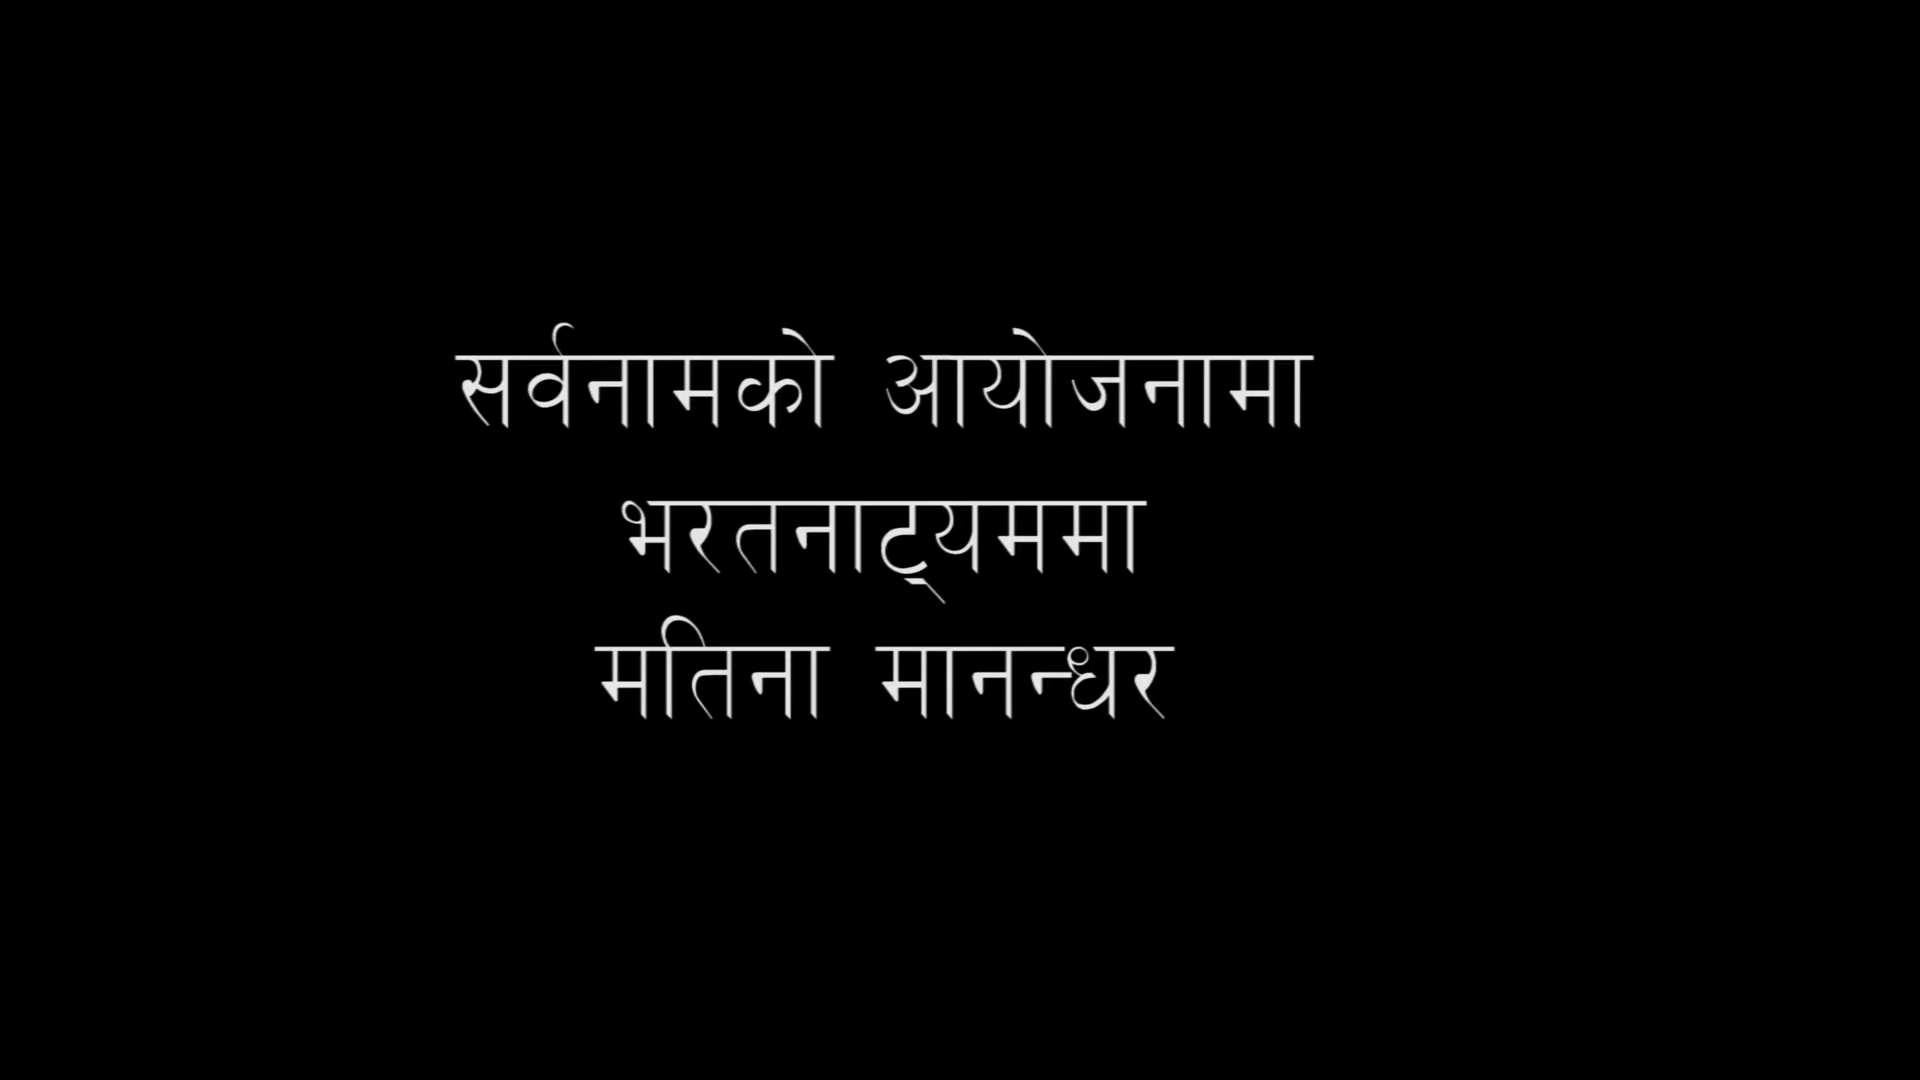 सर्वनामको आयोजनामा
भरतनाट्यममा
मतिना मानन्धर